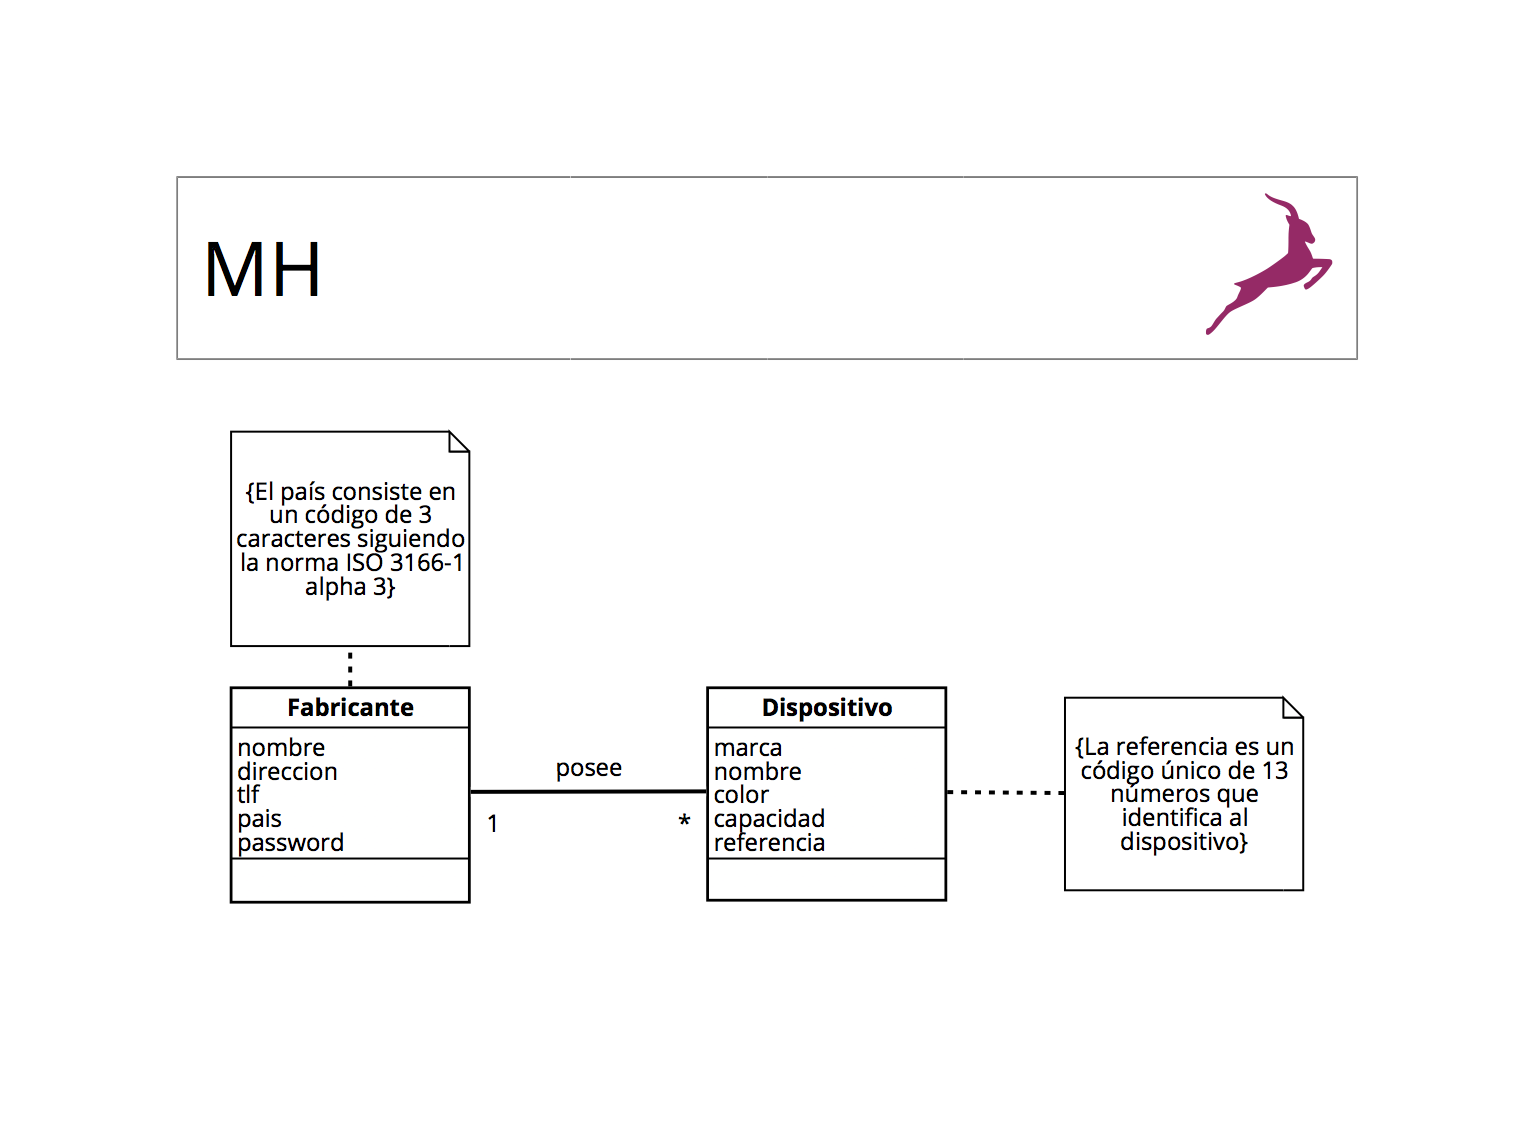 MH
{El país consiste en
un código de 3
caracteres siguiendo
la norma ISO 3166-1
alpha 3}
Fabricante
nombre
direccion
tlf
pais
password
posee
1
*
Dispositivo
marca
nombre
color
capacidad
referencia
{La referencia es un
código único de 13
números que
identifica al
dispositivo}